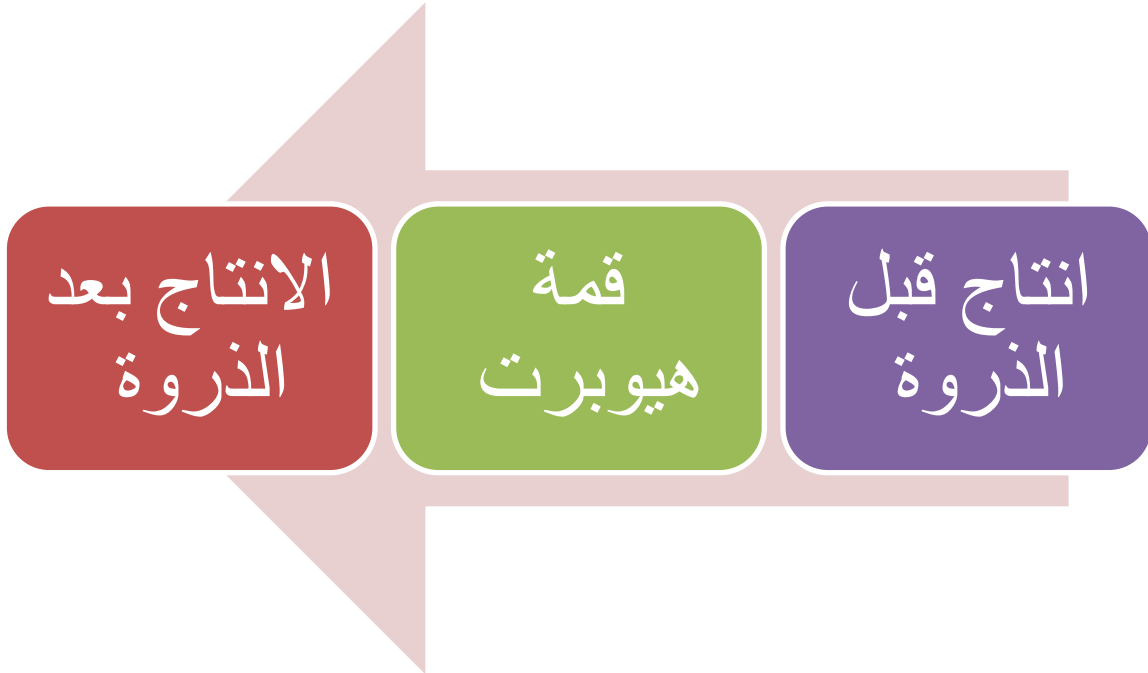 انتاج قبل
الذروة
قمة
هيوبرت
الانتاج بعد
الذروة